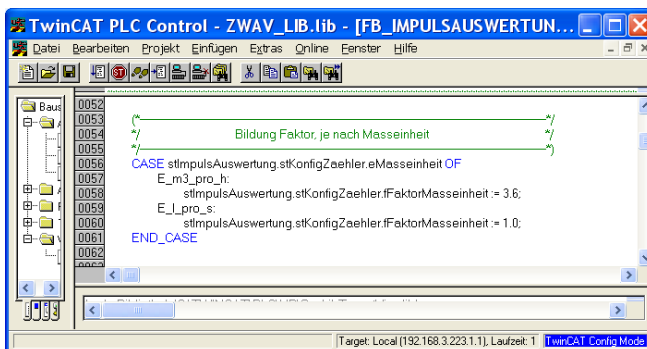 TwinCAT PLC Control - ZWAV_LIB.lib - [FB_IMPULSAUSWERTUN...
Datei Bearbeiten Projekt Einfügen Extras Online Fenster Hilfe
Baus
0052
0053 (*
0054 */ Bildung Faktor, je nach Masseinheit */
0055 */ *)
0056 CASE stImpulsAuswertung.stKonfigZaehler.eMasseinheit OF
0057 E_m3_pro_h:
0058 stImpulsAuswertung.stKonfigZaehler.fFaktorMasseinheit := 3.6;
0059 E_l_pro_s:
0060 stImpulsAuswertung.stKonfigZaehler.fFaktorMasseinheit := 1.0;
0061 END_CASE
0062
Target: Local (192.168.3.223.1.1), Laufzeit: 1 TwinCAT Config Mode